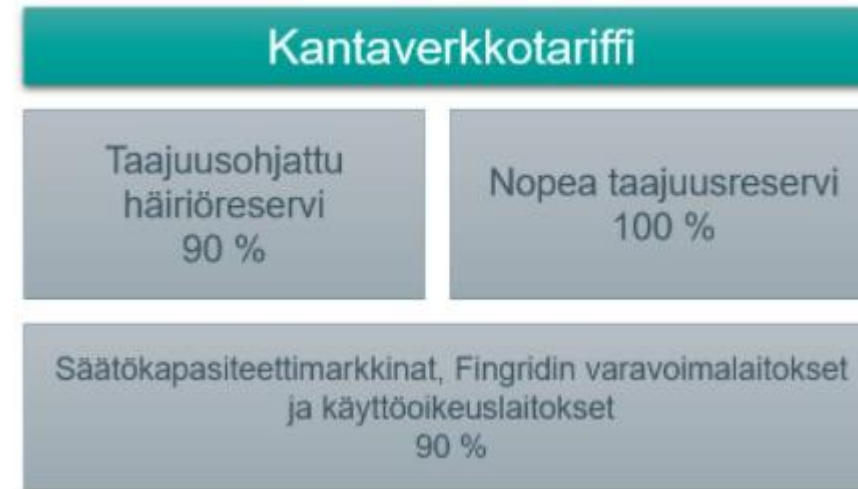 Kantaverkkotariffi
Taajuusohjattu
häiriöreservi
90 %
Nopea taajuusreservi
100 %
Säätökapasiteettimarkkinat, Fingridin varavoimalaitokset
ja käyttöoikeuslaitokset
90 %